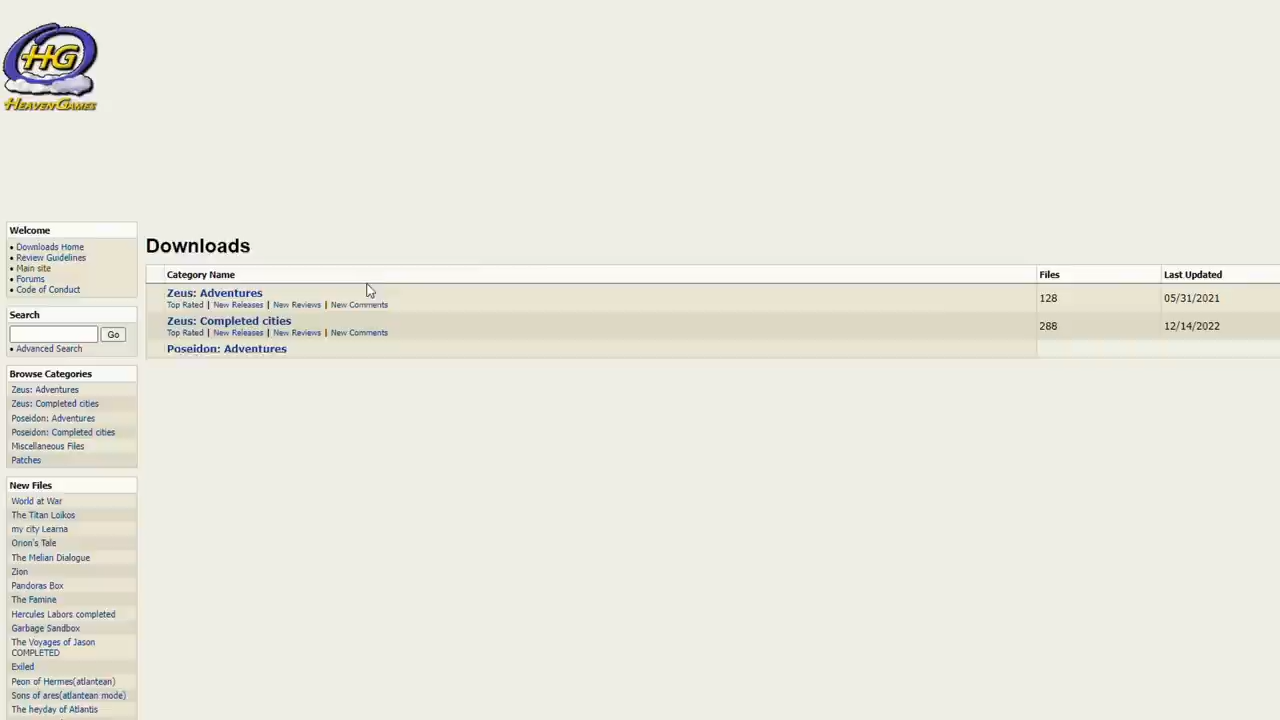 HG
HEAVEN GAMES
Welcome
• Downloads Home
• Review Guidelines
• Main site
• Forums
• Code of Conduct
Search
Go
• Advanced Search
Browse Categories
Zeus: Adventures
Zeus: Completed cities
Poseidon: Adventures
Poseidon: Completed cities
Miscellaneous Files
Patches
New Files
World at War
The Titan Loikos
my city Learna
Orion's Tale
The Melian Dialogue
Zion
Pandoras Box
The Famine
Hercules Labors completed
Garbage Sandbox
The Voyages of Jason
COMPLETED
Exiled
Peon of Hermes(atlantean)
Sons of ares(atlantean mode)
The heyday of Atlantis
Downloads
Category Name Files Last Updated
Zeus: Adventures 128 05/31/2021
Top Rated | New Releases | New Reviews | New Comments
Zeus: Completed cities 288 12/14/2022
Top Rated | New Releases | New Reviews | New Comments
Poseidon: Adventures